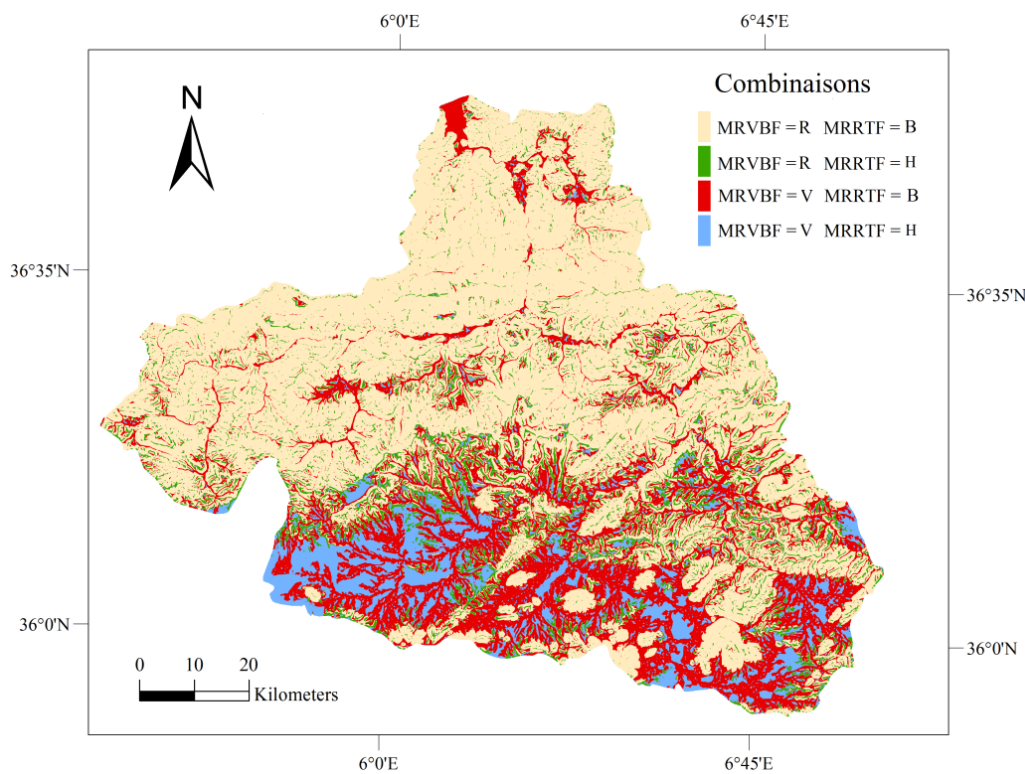 6°0'E 6°45'E
N
Combinaisons
MRVBF = R MRRTF = B
MRVBF = R MRRTF = H
MRVBF = V MRRTF = B
MRVBF = V MRRTF = H
36°35'N 36°35'N
36°0'N 36°0'N
0 10 20
Kilometers
6°0'E 6°45'E